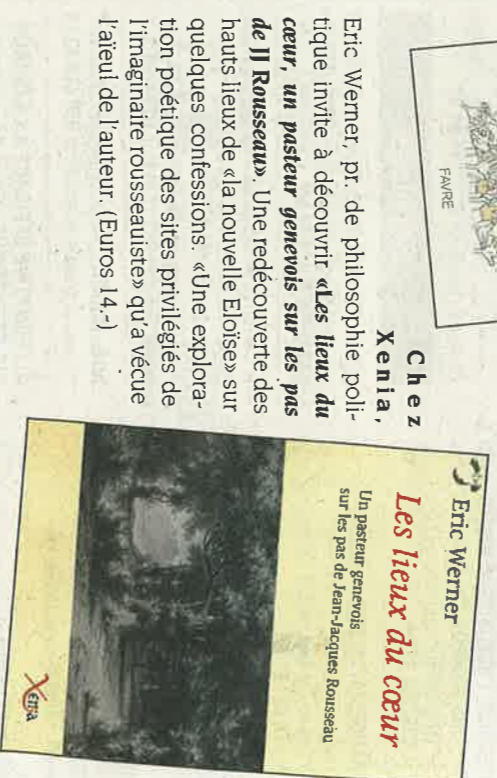 FAVRE
Chez
Xenia,
Eric Werner, pr. de philosophie poli-
tique invite à découvrir «Les lieux du
cœur, un pasteur genevois sur les pas
de JJ Rousseau». Une redécouverte des
hauts lieux de «la nouvelle Eloïse» sur
quelques confessions. «Une explora-
tion poétique des sites privilégiés de
l'imaginaire rousseauiste» qu'a vécue
l'aïeul de l'auteur. (Euros 14.-)
Eric Werner
Les lieux du cœur
Un pasteur genevois
sur les pas de Jean-Jacques Rousseau
Xenia